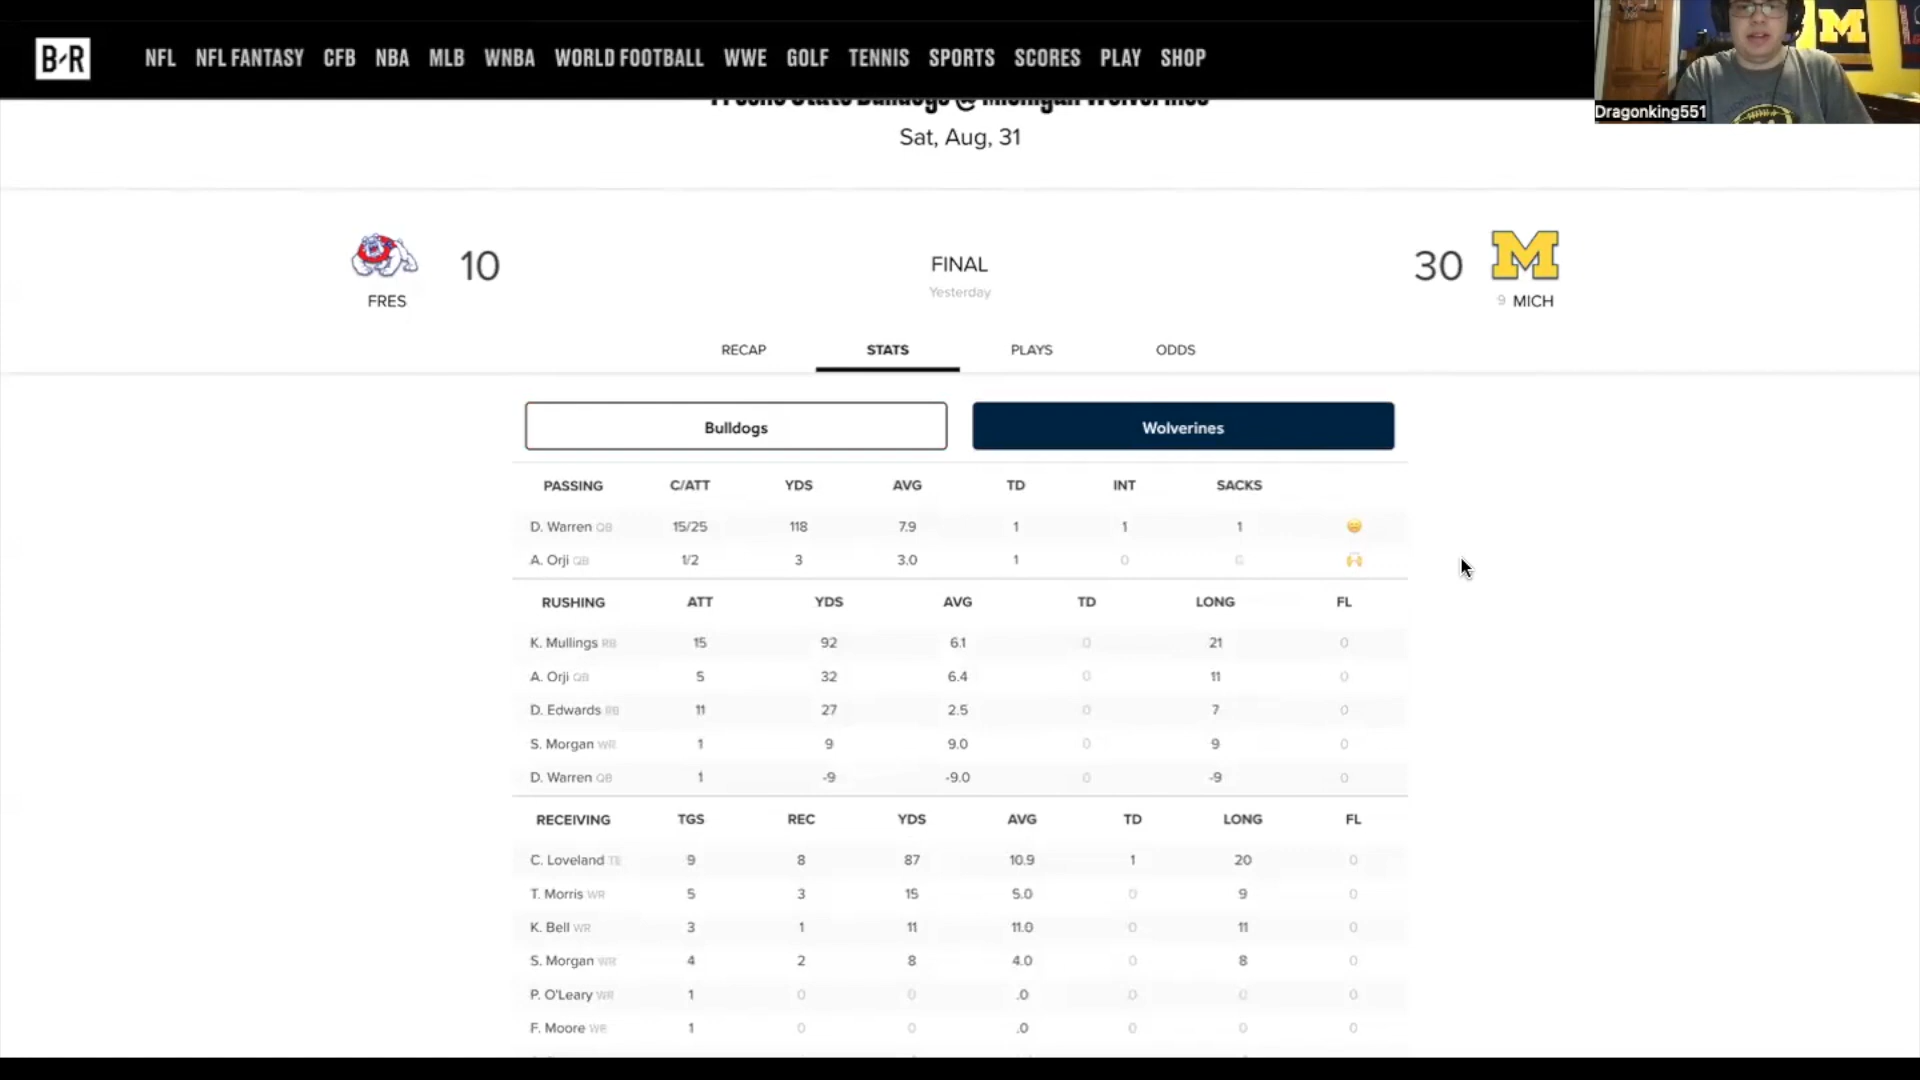 B/R NFL NFL FANTASY CFB NBA MLB WNBA WORLD FOOTBALL WWE GOLF TENNIS SPORTS SCORES PLAY SHOP
Dragonking551
Fresno State Bulldogs @ Michigan Wolverines
Sat, Aug, 31
10 FINAL 30
Yesterday
FRES 9 MICH
RECAP STATS PLAYS ODDS
Bulldogs Wolverines
PASSING C/ATT YDS AVG TD INT SACKS
D. Warren QB 15/25 118 7.9 1 1 1
A. Orji QB 1/2 3 3.0 1 0
RUSHING ATT YDS AVG TD LONG FL
K. Mullings RB 15 92 6.1 0 21 0
A. Orji QB 5 32 6.4 0 11 0
D. Edwards RB 11 27 2.5 0 7 0
S. Morgan WR 1 9 9.0 0 9 0
D. Warren QB 1 -9 -9.0 0 -9 0
RECEIVING TGS REC YDS AVG TD LONG FL
C. Loveland TE 9 8 87 10.9 1 20 0
T. Morris WR 5 3 15 5.0 0 9 0
K. Bell WR 3 1 11 11.0 0 11 0
S. Morgan WR 4 2 8 4.0 0 8 0
P. O'Leary WR 1 0 0 .0 0 0 0
F. Moore WR 1 0 0 .0 0 0 0